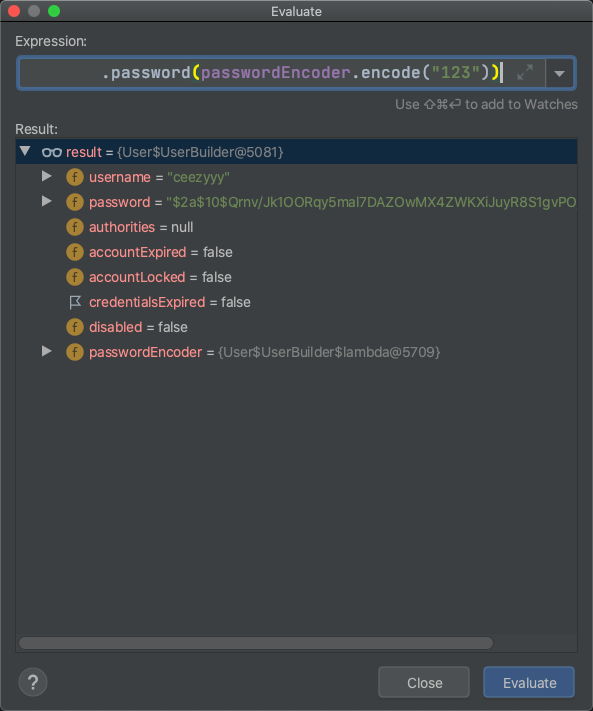 Evaluate
Expression:
.password(passwordEncoder.encode("123"))
Use ⇧⌘⏎ to add to Watches
Result:
result = {User$UserBuilder@5081}
f username = "ceezyyy"
f password = "$2a$10$Qrnv/Jk1OORqy5mal7DAZOwMX4ZWKXiJuyR8S1gvPO
f authorities = null
f accountExpired = false
f accountLocked = false
credentialsExpired = false
f disabled = false
f passwordEncoder = {User$UserBuilder$lambda@5709}
? Close Evaluate